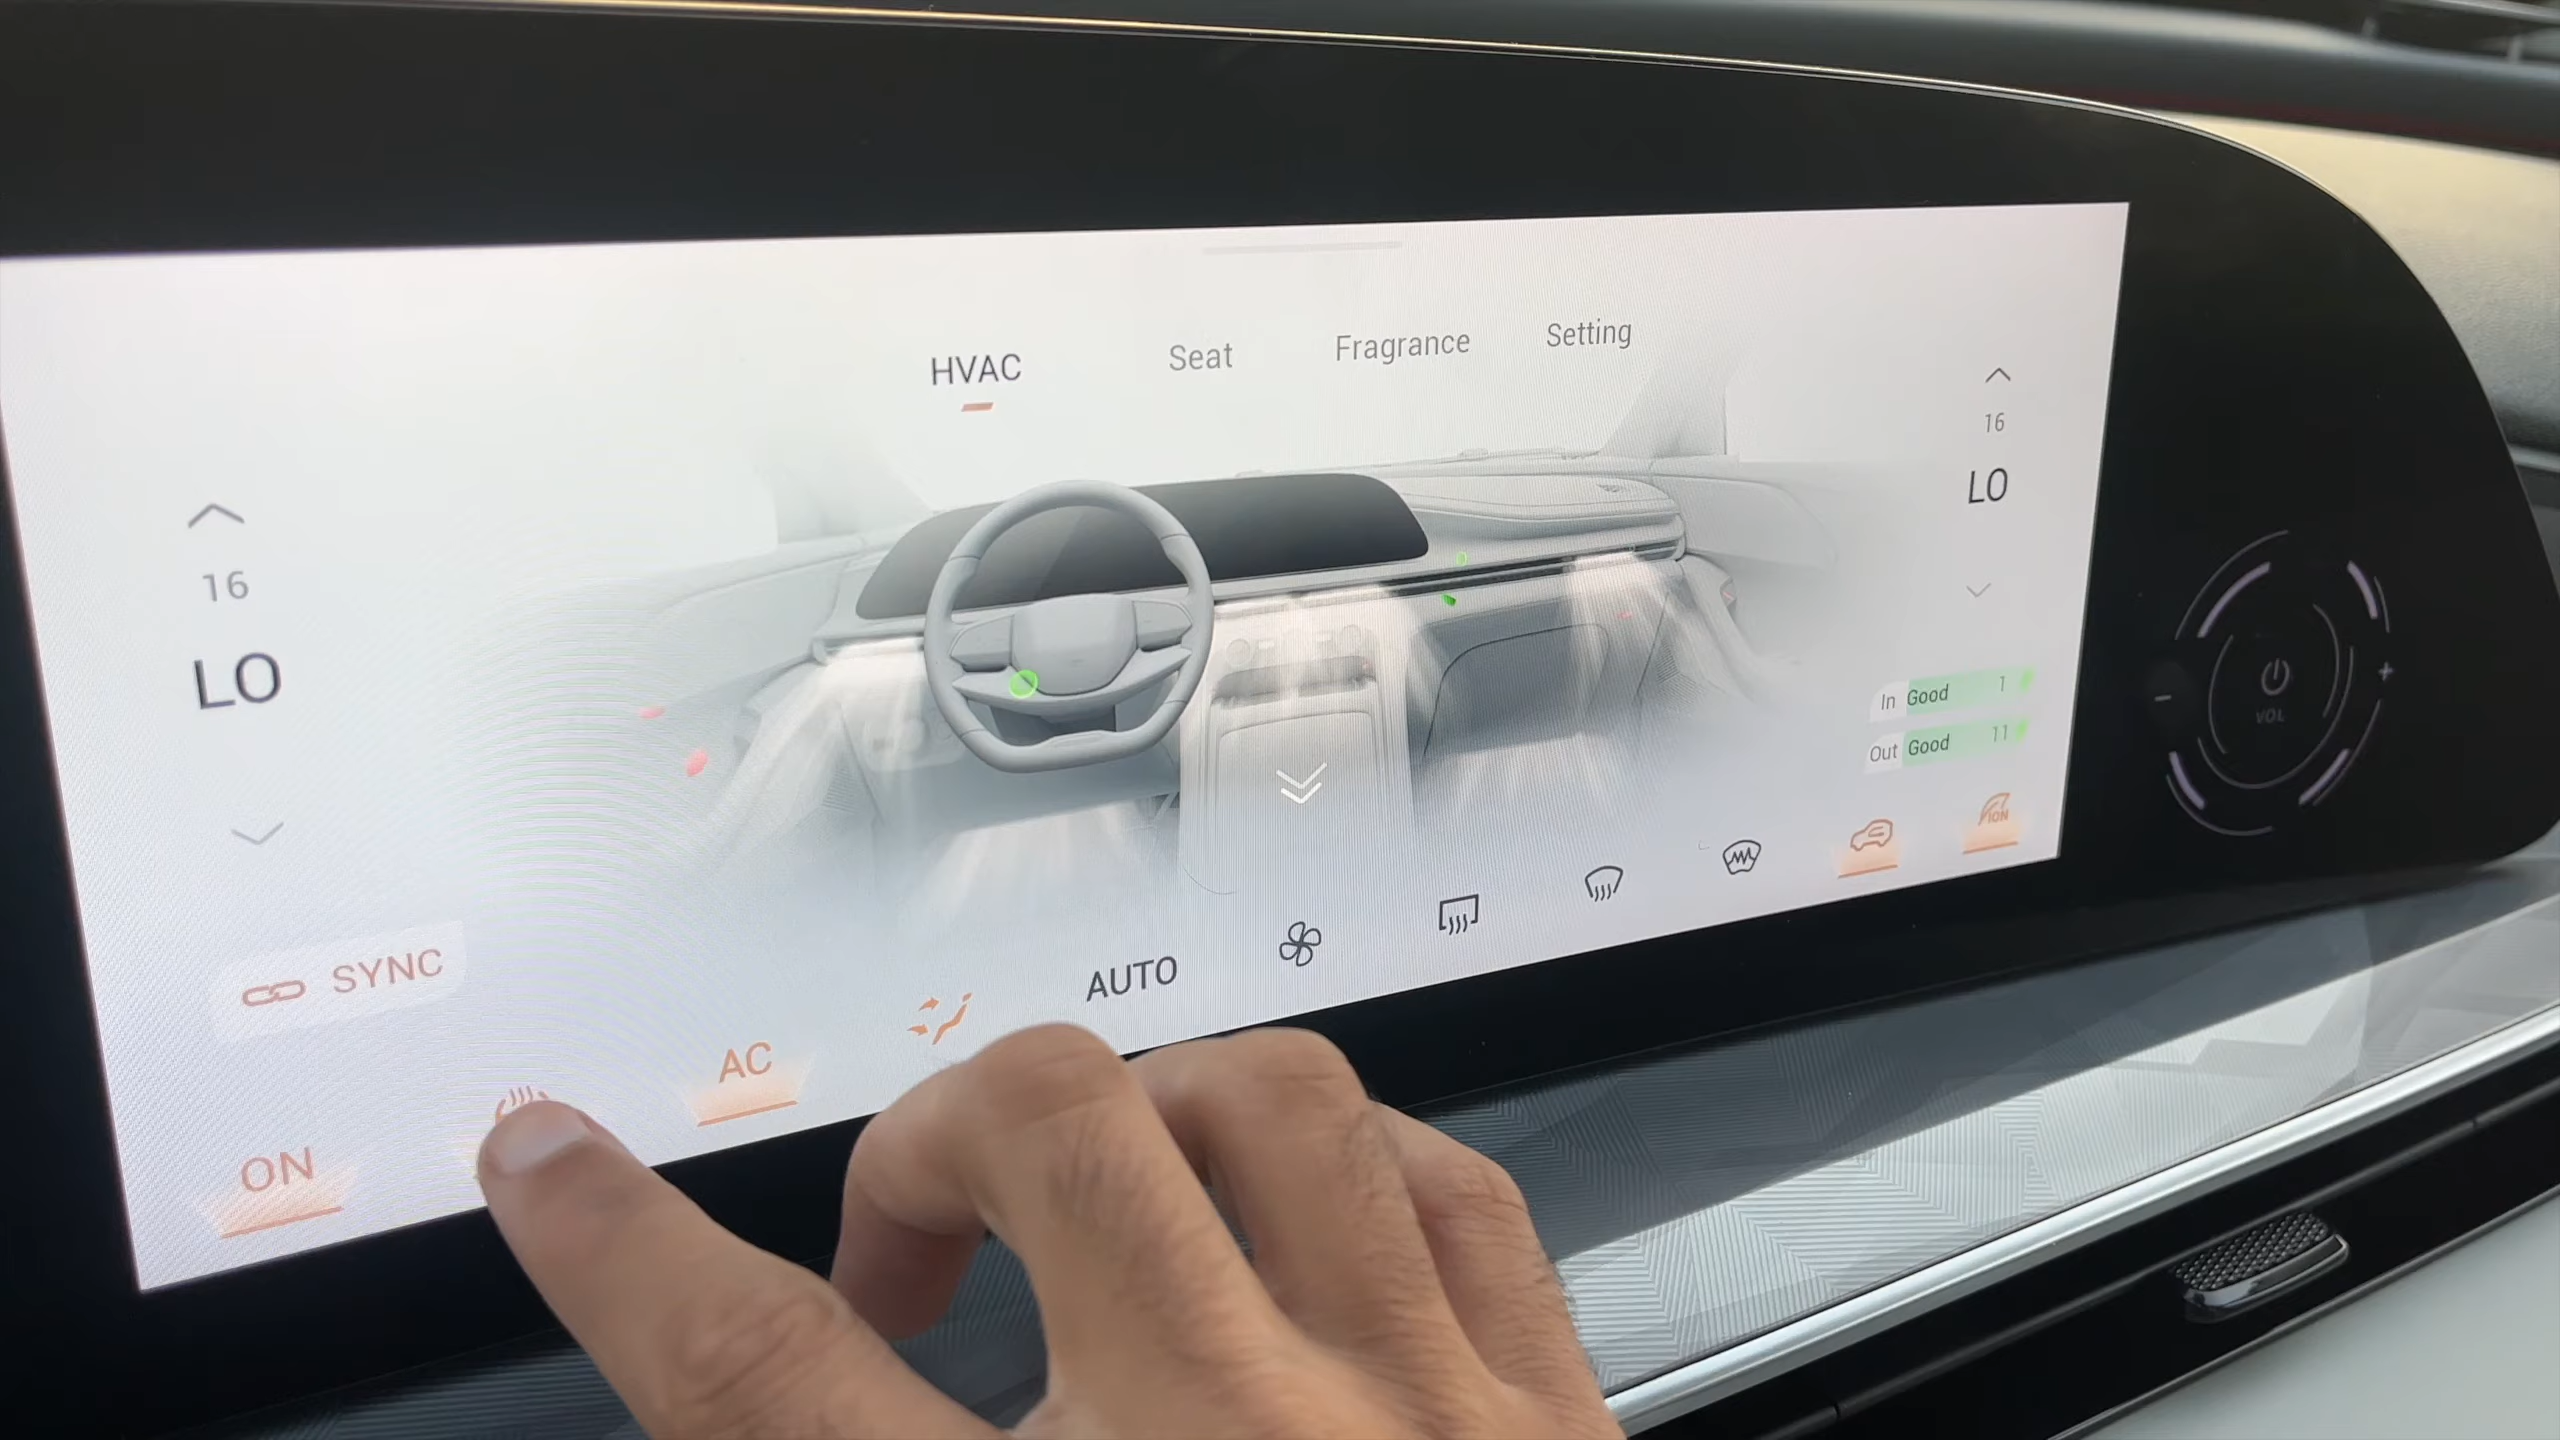 HVAC
Seat
Fragrance
Setting
16
LO
16
LO
In Good 1
Out Good 11
VOL
- +
SYNC
ON
AC
AUTO
ION